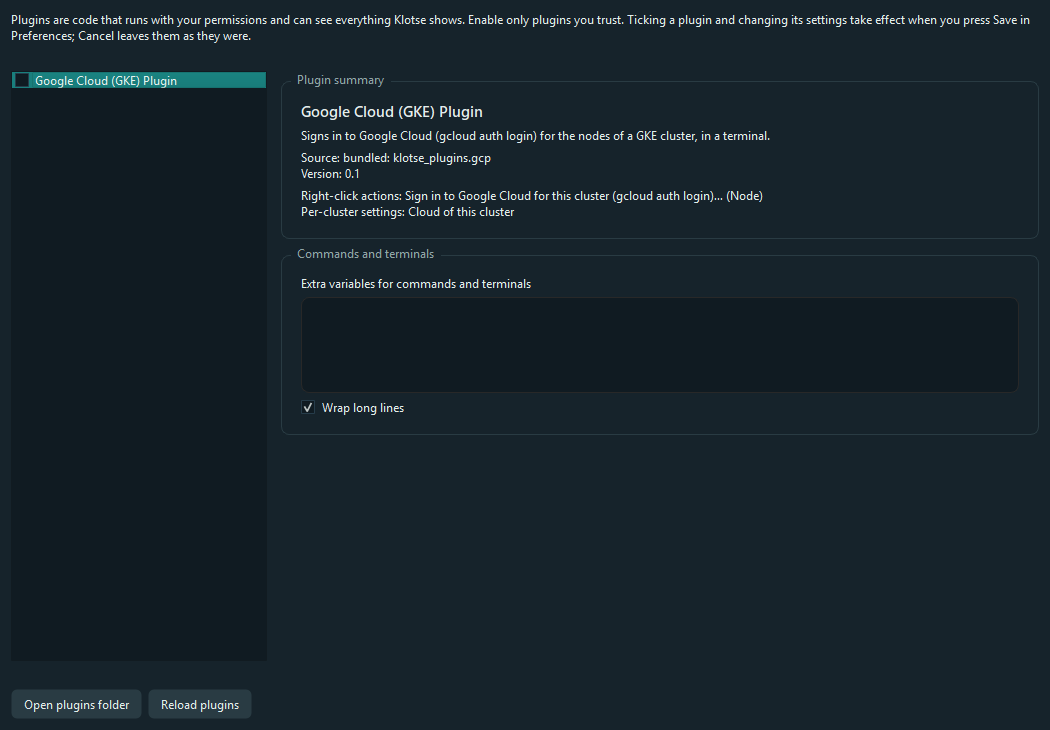 Plugins are code that runs with your permissions and can see everything Klotse shows. Enable only plugins you trust. Ticking a plugin and changing its settings take effect when you press Save in
Preferences; Cancel leaves them as they were.
Google Cloud (GKE) Plugin
Plugin summary
Google Cloud (GKE) Plugin
Signs in to Google Cloud (gcloud auth login) for the nodes of a GKE cluster, in a terminal.
Source: bundled: klotse_plugins.gcp
Version: 0.1
Right-click actions: Sign in to Google Cloud for this cluster (gcloud auth login)... (Node)
Per-cluster settings: Cloud of this cluster
Commands and terminals
Extra variables for commands and terminals
Wrap long lines
Open plugins folder
Reload plugins